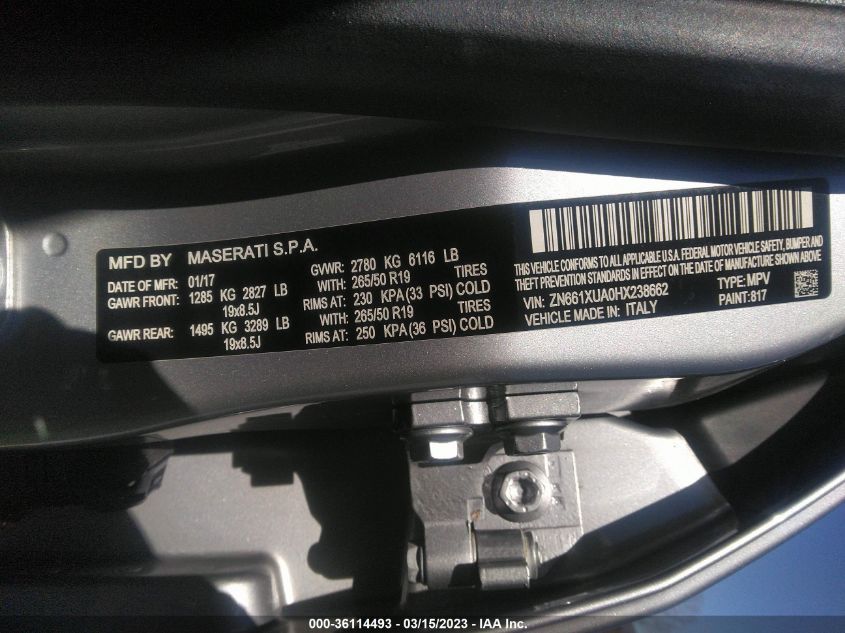 MFD BY MASERATI S.P.A.
DATE OF MFR: 01/17 GVWR: 2780 KG 6116 LB
GAWR FRONT: 1285 KG 2827 LB WITH: 265/50 R19 TIRES
19x8.5J RIMS AT: 230 KPA (33 PSI) COLD
GAWR REAR: 1495 KG 3289 LB WITH: 265/50 R19 TIRES
19x8.5J RIMS AT: 250 KPA (36 PSI) COLD
THIS VEHICLE CONFORMS TO ALL APPLICABLE U.S.A. FEDERAL MOTOR VEHICLE SAFETY, BUMPER AND
THEFT PREVENTION STANDARDS IN EFFECT ON THE DATE OF MANUFACTURE SHOWN ABOVE
VIN: ZN661XUA0HX238662 TYPE: MPV
VEHICLE MADE IN: ITALY PAINT: 817
000-36114493 - 03/15/2023 - IAA Inc.